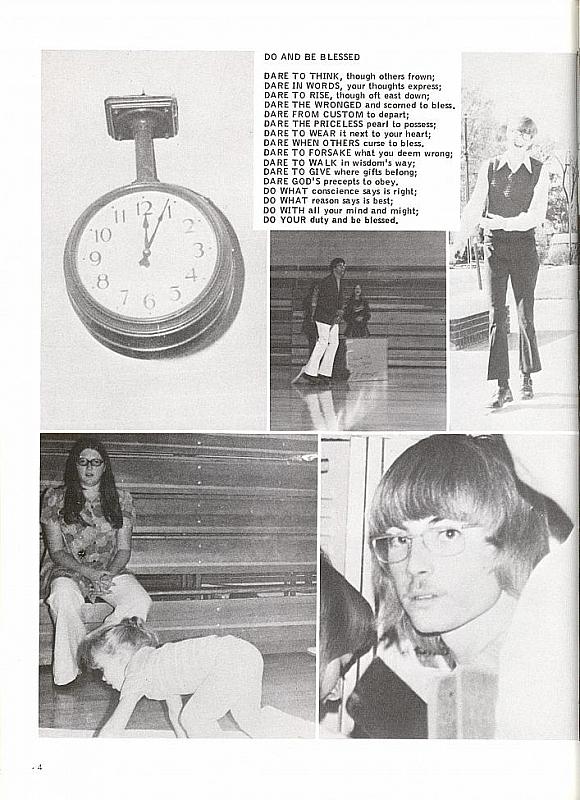 DO AND BE BLESSED
DARE TO THINK, though others frown;
DARE IN WORDS, your thoughts express;
DARE TO RISE, though oft east down;
DARE THE WRONGED and scorned to bless.
DARE FROM CUSTOM to depart;
DARE THE PRICELESS pearl to possess;
DARE TO WEAR it next to your heart;
DARE WHEN OTHERS curse to bless.
DARE TO FORSAKE what you deem wrong;
DARE TO WALK in wisdom's way;
DARE TO GIVE where gifts belong;
DARE GOD'S precepts to obey.
DO WHAT conscience says is right;
DO WHAT reason says is best;
DO WITH all your mind and might;
DO YOUR duty and be blessed.
11 12 1
10 2
9 3
8 4
7 6 5
4